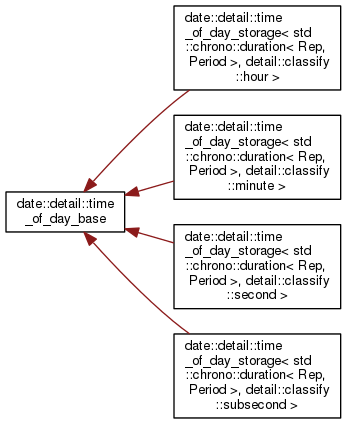 date::detail::time
_of_day_storage< std
::chrono::duration< Rep,
Period >, detail::classify
::hour >
date::detail::time
_of_day_storage< std
::chrono::duration< Rep,
Period >, detail::classify
::minute >
date::detail::time
_of_day_base
date::detail::time
_of_day_storage< std
::chrono::duration< Rep,
Period >, detail::classify
::second >
date::detail::time
_of_day_storage< std
::chrono::duration< Rep,
Period >, detail::classify
::subsecond >